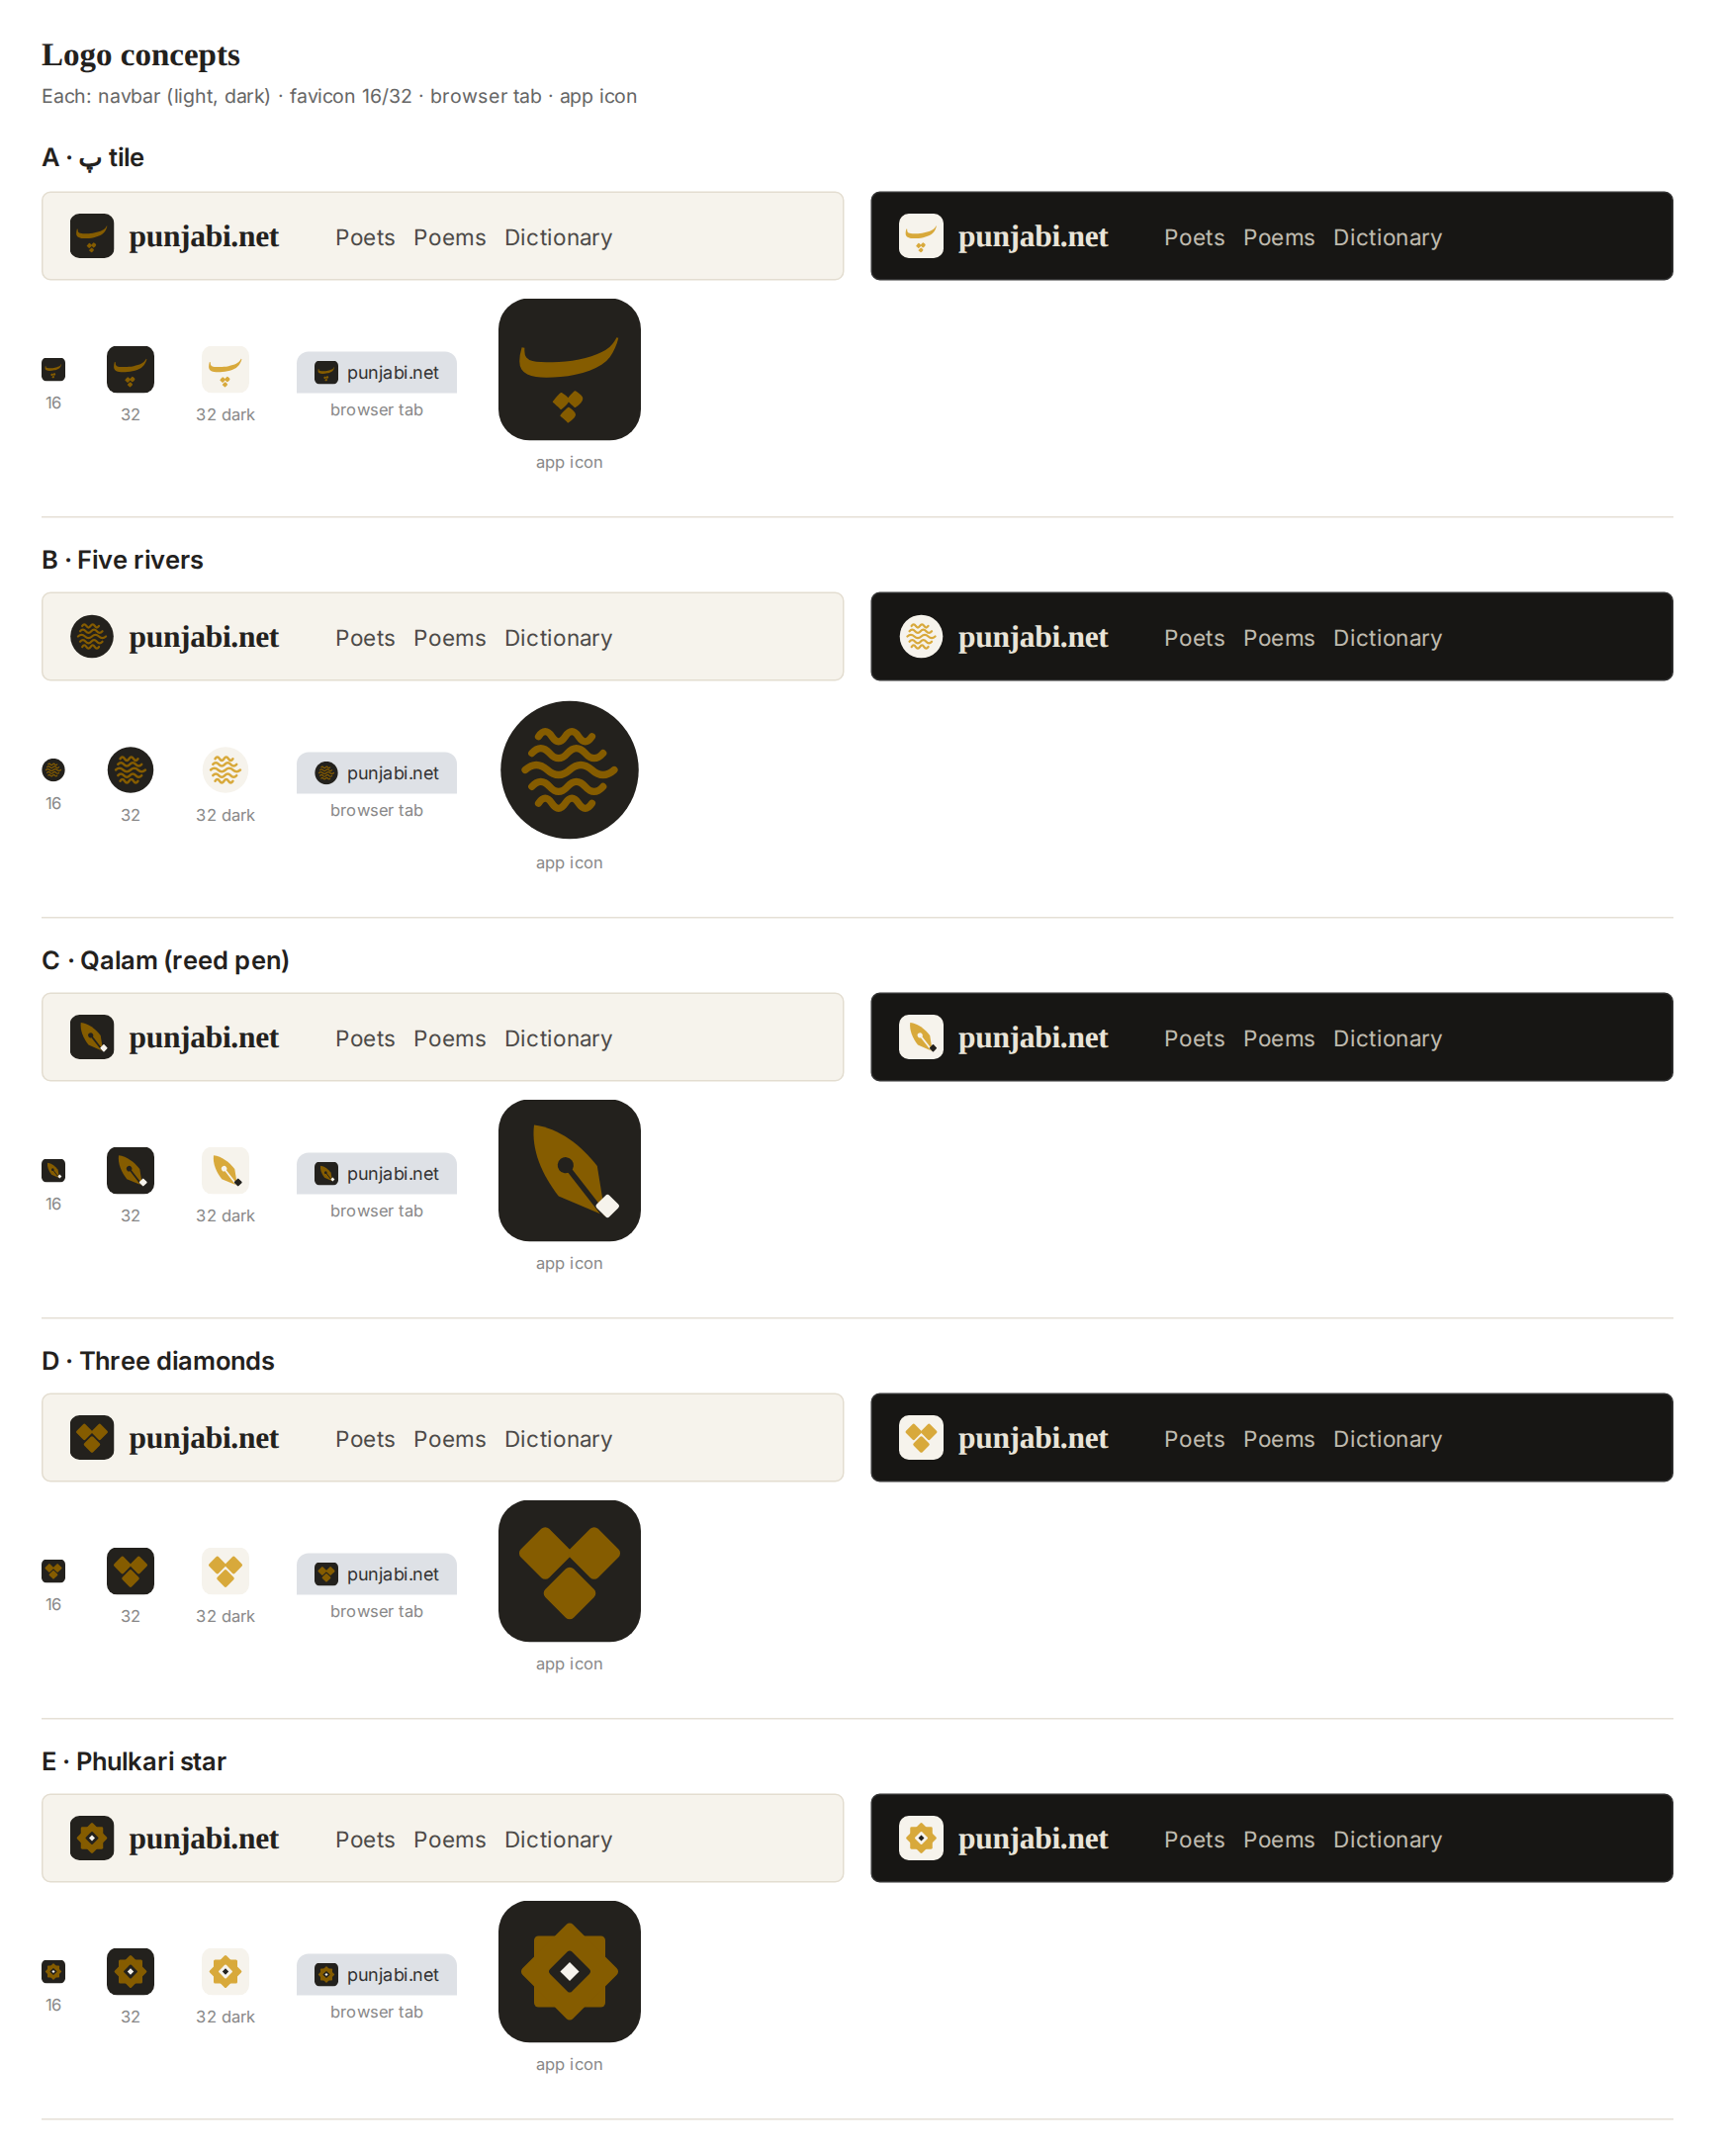 Logo concepts
Each: navbar (light, dark) · favicon 16/32 · browser tab · app icon
A · پ tile
punjabi.net Poets Poems Dictionary
punjabi.net Poets Poems Dictionary
پ پ پ پ punjabi.net پ
16 32 32 dark browser tab
app icon
B · Five rivers
punjabi.net Poets Poems Dictionary
punjabi.net Poets Poems Dictionary
punjabi.net
16 32 32 dark browser tab
app icon
C · Qalam (reed pen)
punjabi.net Poets Poems Dictionary
punjabi.net Poets Poems Dictionary
punjabi.net
16 32 32 dark browser tab
app icon
D · Three diamonds
punjabi.net Poets Poems Dictionary
punjabi.net Poets Poems Dictionary
punjabi.net
16 32 32 dark browser tab
app icon
E · Phulkari star
punjabi.net Poets Poems Dictionary
punjabi.net Poets Poems Dictionary
punjabi.net
16 32 32 dark browser tab
app icon